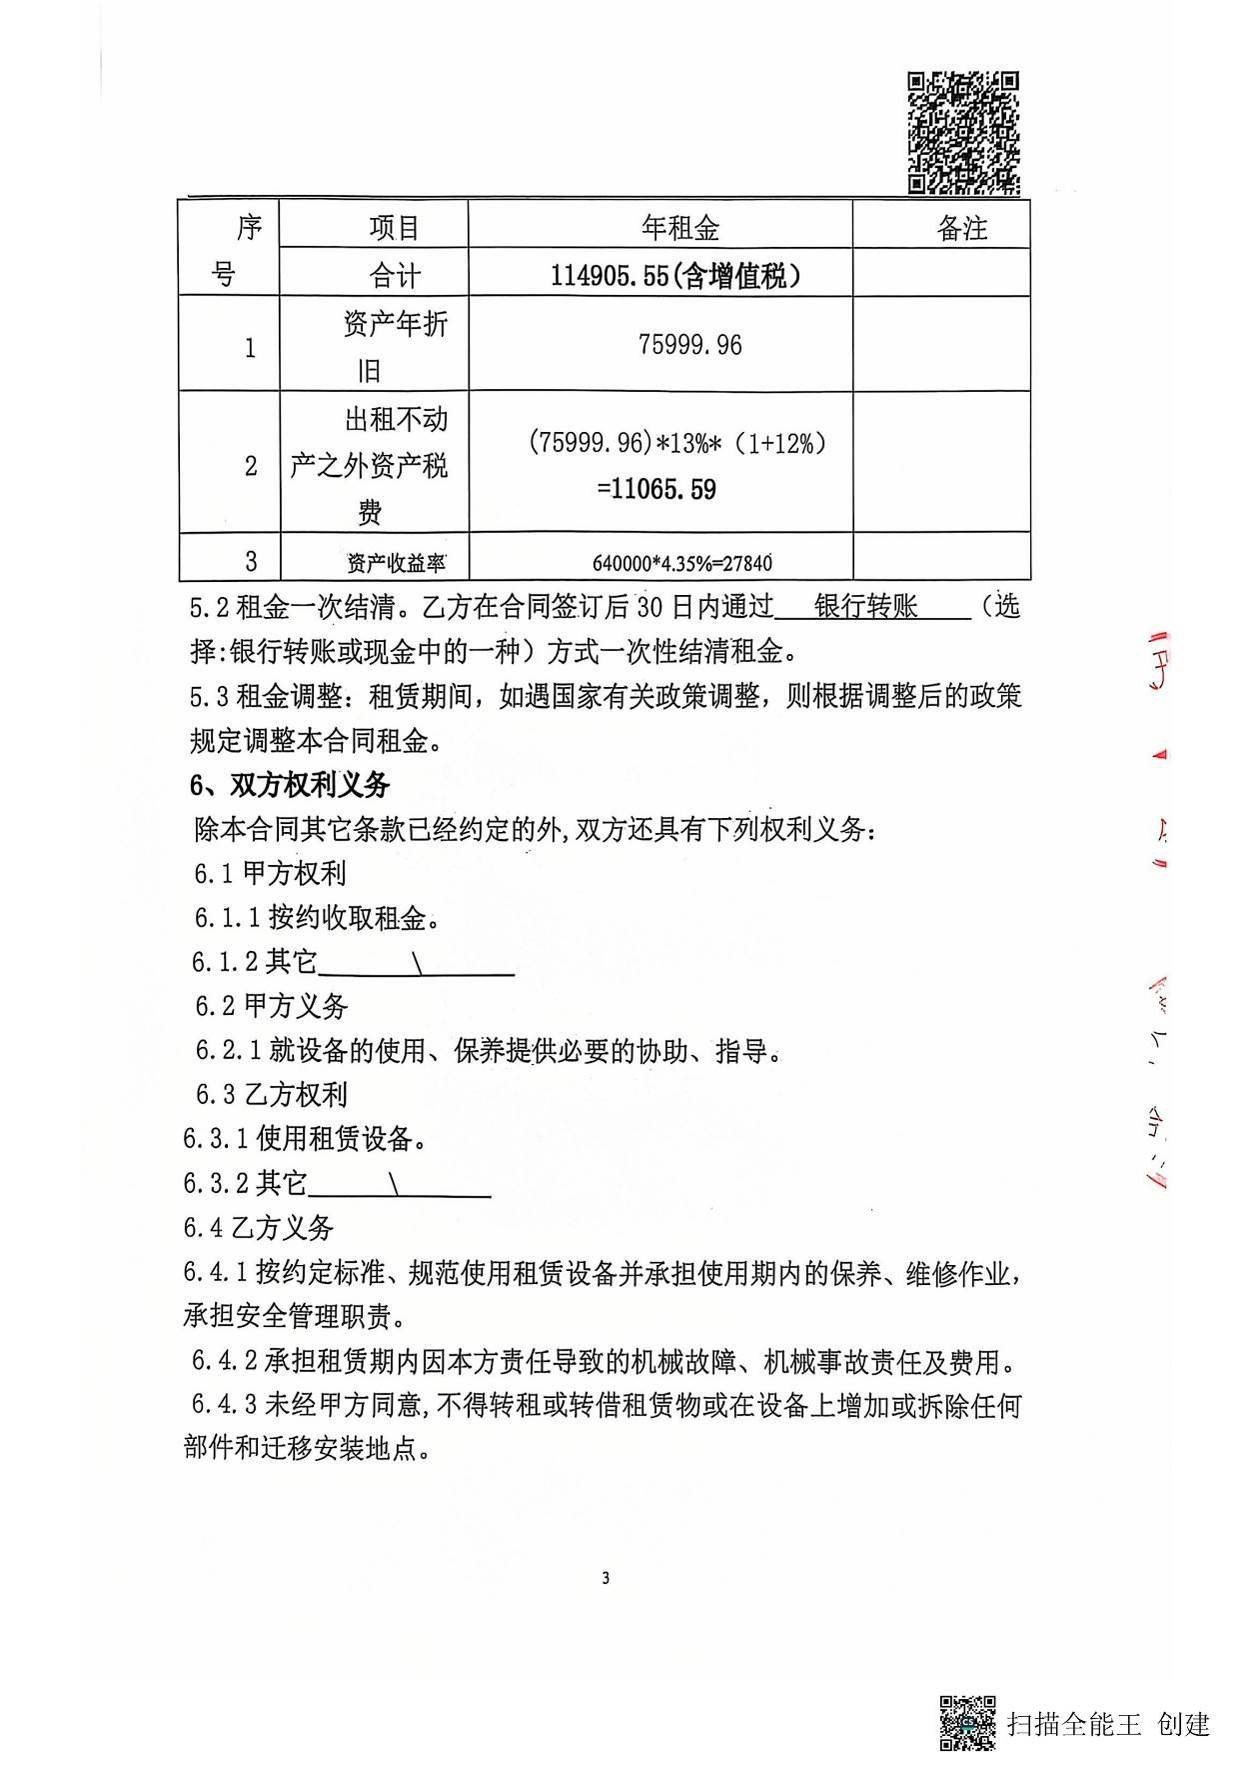 序号 项目 年租金 备注
合计 114905.55(含增值税)
1 资产年折旧 75999.96
2 出租不动产之外资产税费 (75999.96)*13%*（1+12%）
=11065.59
3 资产收益率 640000*4.35%=27840
5.2租金一次结清。乙方在合同签订后30日内通过 银行转账 （选
择:银行转账或现金中的一种）方式一次性结清租金。
5.3租金调整：租赁期间，如遇国家有关政策调整，则根据调整后的政策
规定调整本合同租金。
6、双方权利义务
除本合同其它条款已经约定的外,双方还具有下列权利义务：
6.1甲方权利
6.1.1按约收取租金。
6.1.2其它 \
6.2甲方义务
6.2.1就设备的使用、保养提供必要的协助、指导。
6.3乙方权利
6.3.1使用租赁设备。
6.3.2其它 \
6.4乙方义务
6.4.1按约定标准、规范使用租赁设备并承担使用期内的保养、维修作业，
承担安全管理职责。
6.4.2承担租赁期内因本方责任导致的机械故障、机械事故责任及费用。
6.4.3未经甲方同意,不得转租或转借租赁物或在设备上增加或拆除任何
部件和迁移安装地点。
3
扫描全能王 创建